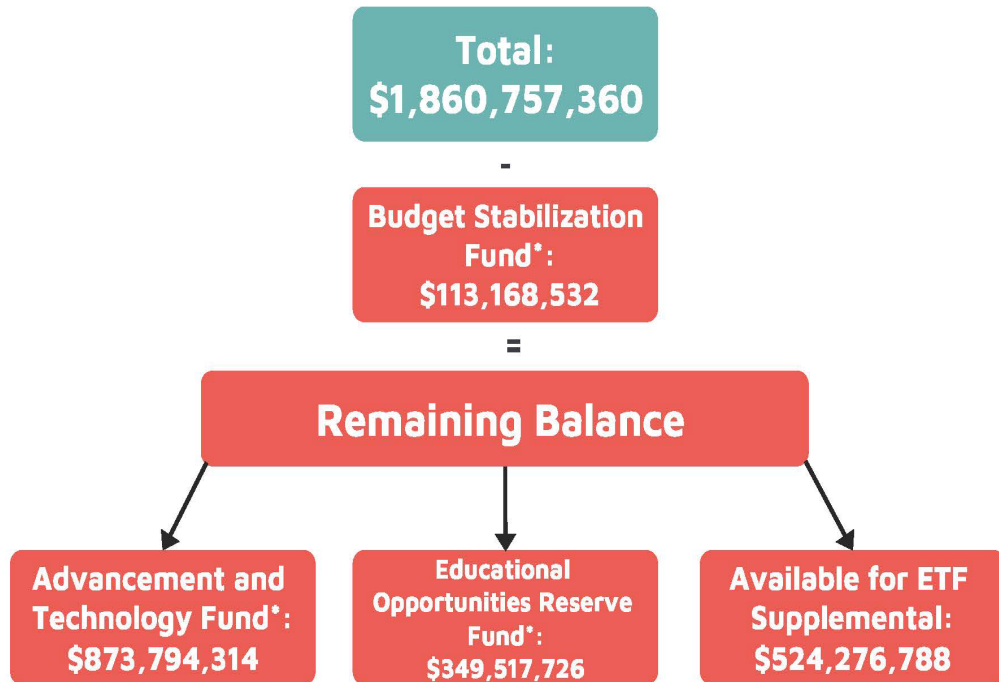 Total:
$1,860,757,360
-
Budget Stabilization
Fund*:
$113,168,532
=
Remaining Balance
Advancement and
Technology Fund*:
$873,794,314
Educational
Opportunities Reserve
Fund*:
$349,517,726
Available for ETF
Supplemental:
$524,276,788